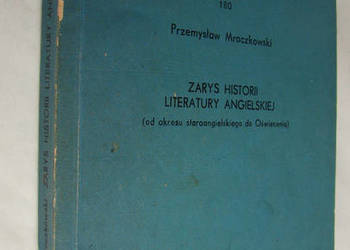 180
Przemysław Mroczkowski
ZARYS HISTORII
LITERATURY ANGIELSKIEJ
(od okresu staroangielskiego do Oświecenia)
ZARYS HISTORII LITERATURY